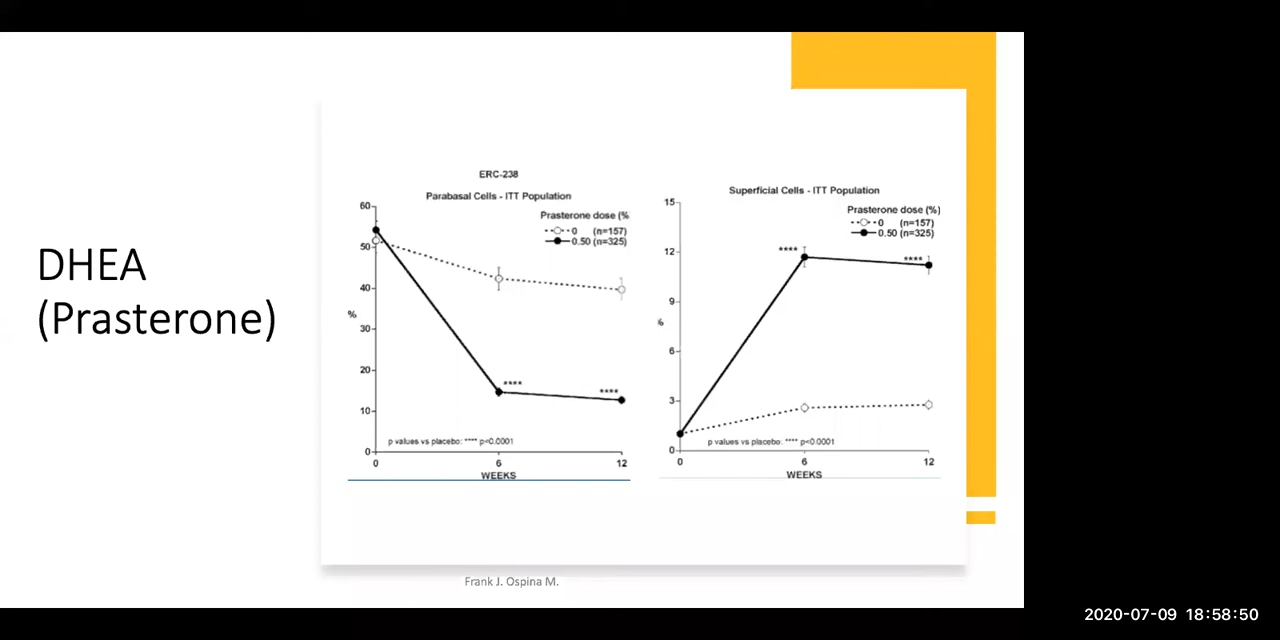 DHEA
(Prasterone)
ERC-238
Parabasal Cells - ITT Population
Prasterone dose (%
0 (n=157)
0.50 (n=325)
60
50
40
30
20
10
0
%
**** 
****
p values vs placebo: **** p<0.0001
0 6 12
WEEKS
Superficial Cells - ITT Population
Prasterone dose (%)
0 (n=157)
0.50 (n=325)
15
12
9
6
3
0
%
****
****
p values vs placebo: **** p<0.0001
0 6 12
WEEKS
Frank J. Ospina M.
2020-07-09 18:58:50